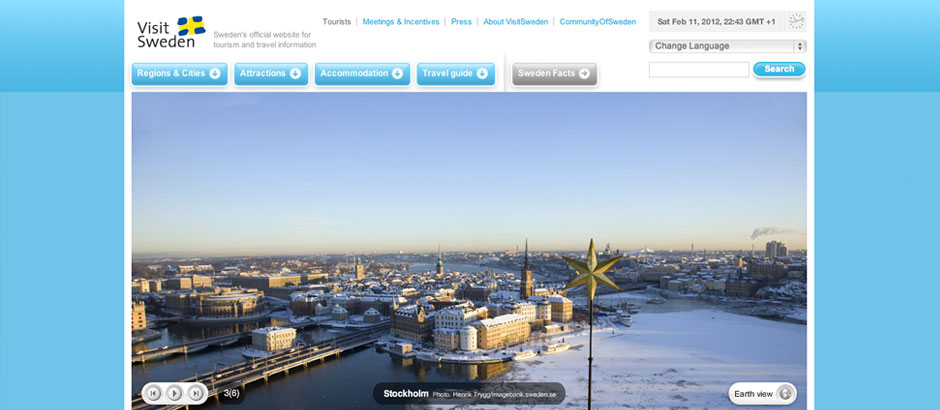 Visit
Sweden
Sweden's official website for
tourism and travel information
Tourists | Meetings & Incentives | Press | About VisitSweden | CommunityOfSweden
Sat Feb 11, 2012, 22:43 GMT +1
Change Language
Search
Regions & Cities
Attractions
Accommodation
Travel guide
Sweden Facts
3(6)
Stockholm Photo: Henrik Trygg/imagebank.sweden.se
Earth view